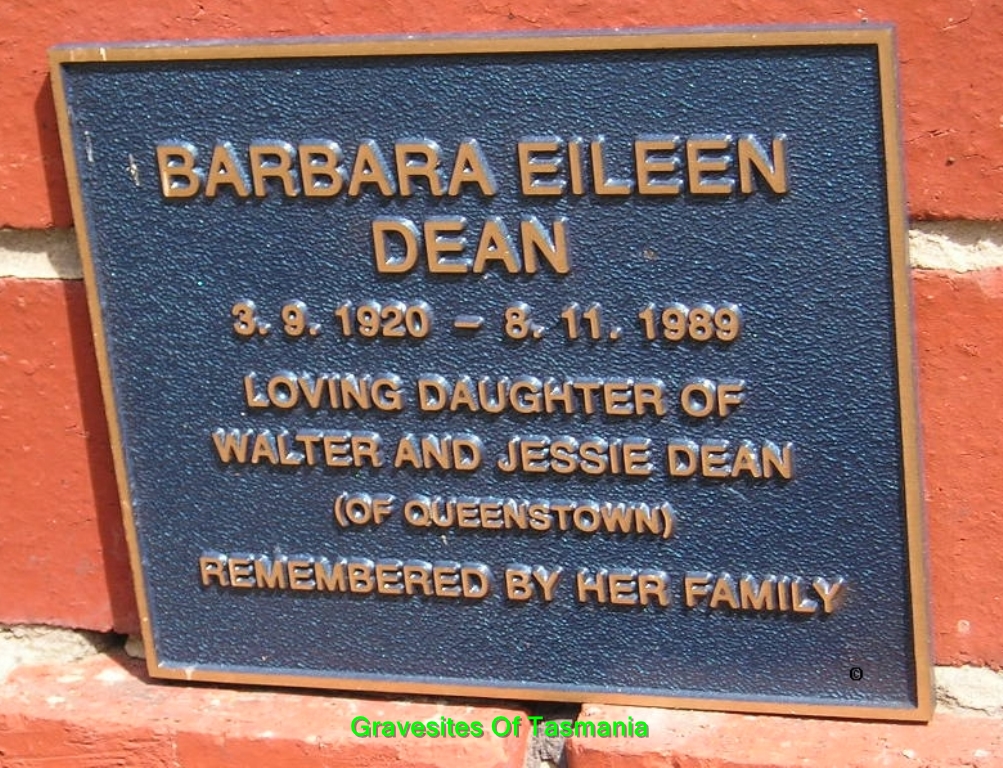 BARBARA EILEEN
DEAN
3. 9. 1920 - 8. 11. 1989
LOVING DAUGHTER OF
WALTER AND JESSIE DEAN
(OF QUEENSTOWN)
REMEMBERED BY HER FAMILY
©
Gravesites Of Tasmania